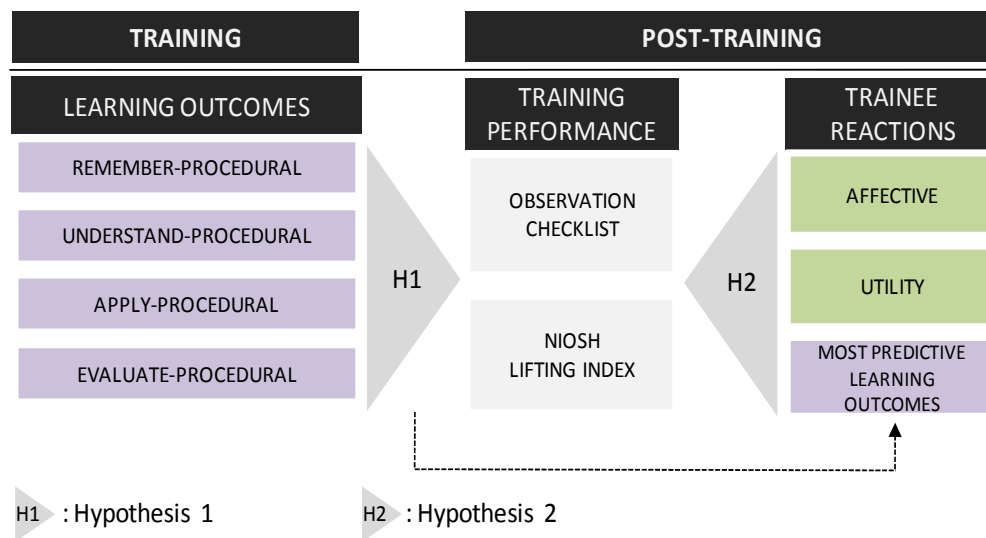 TRAINING
POST-TRAINING
LEARNING OUTCOMES
REMEMBER-PROCEDURAL
UNDERSTAND-PROCEDURAL
APPLY-PROCEDURAL
EVALUATE-PROCEDURAL
H1
TRAINING
PERFORMANCE
OBSERVATION
CHECKLIST
NIOSH
LIFTING INDEX
H2
TRAINEE
REACTIONS
AFFECTIVE
UTILITY
MOST PREDICTIVE
LEARNING
OUTCOMES
H1 : Hypothesis 1
H2 : Hypothesis 2